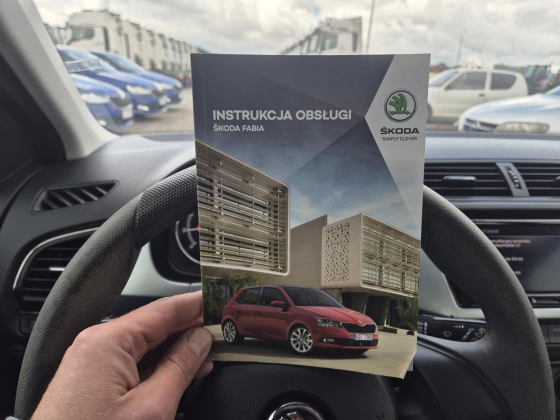 INSTRUKCJA OBSŁUGI
ŠKODA FABIA
ŠKODA
SIMPLY CLEVER